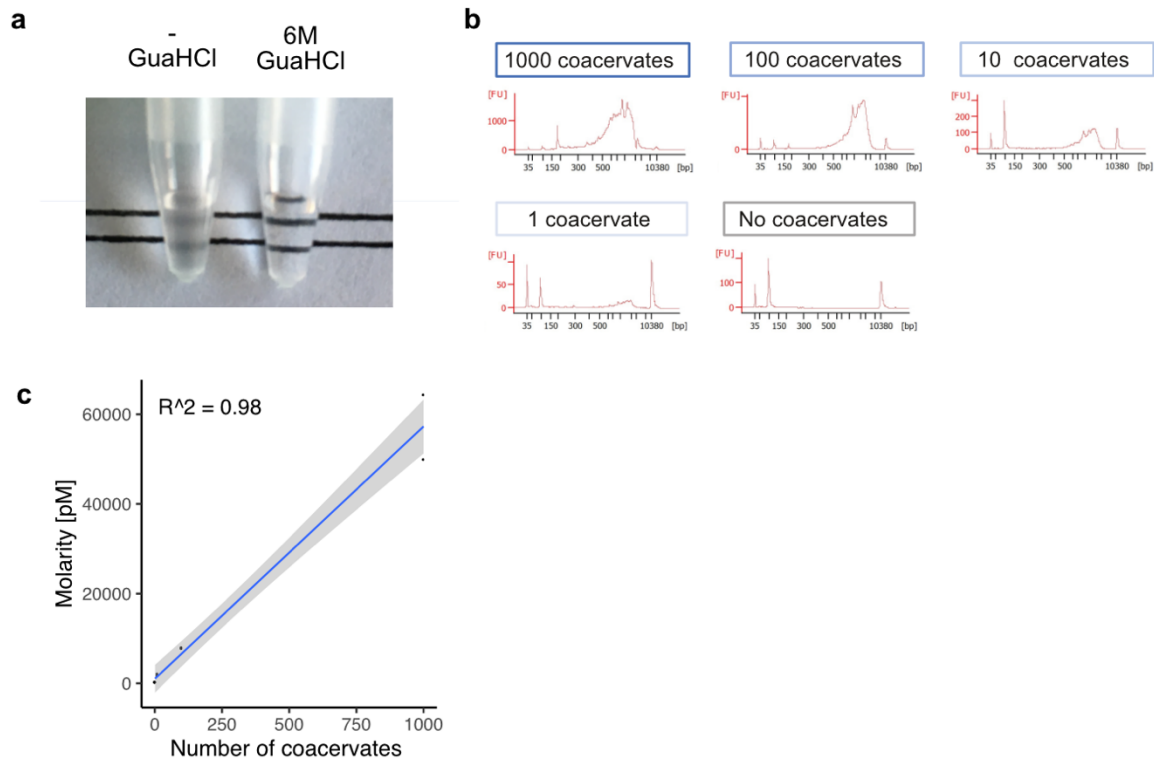 a
-
GuaHCl
6M
GuaHCl
b
1000 coacervates
[FU]
1000
0
35 150 300 500 10380 [bp]
100 coacervates
[FU]
0
35 150 300 500 10380 [bp]
10 coacervates
[FU]
300
200
100
0
35 150 300 500 10380 [bp]
1 coacervate
[FU]
50
0
35 150 300 500 10380 [bp]
No coacervates
[FU]
100
0
35 150 300 500 10380 [bp]
c
R^2 = 0.98
Molarity [pM]
60000
40000
20000
0
0 250 500 750 1000
Number of coacervates